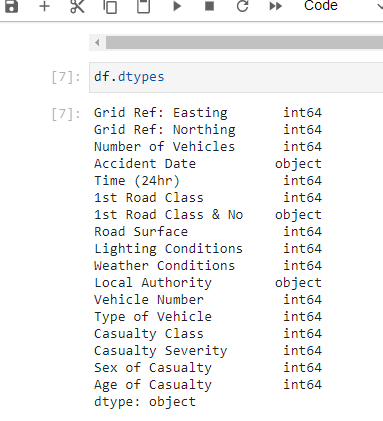 Code
[7]: df.dtypes
[7]: Grid Ref: Easting int64
Grid Ref: Northing int64
Number of Vehicles int64
Accident Date object
Time (24hr) int64
1st Road Class int64
1st Road Class & No object
Road Surface int64
Lighting Conditions int64
Weather Conditions int64
Local Authority object
Vehicle Number int64
Type of Vehicle int64
Casualty Class int64
Casualty Severity int64
Sex of Casualty int64
Age of Casualty int64
dtype: object